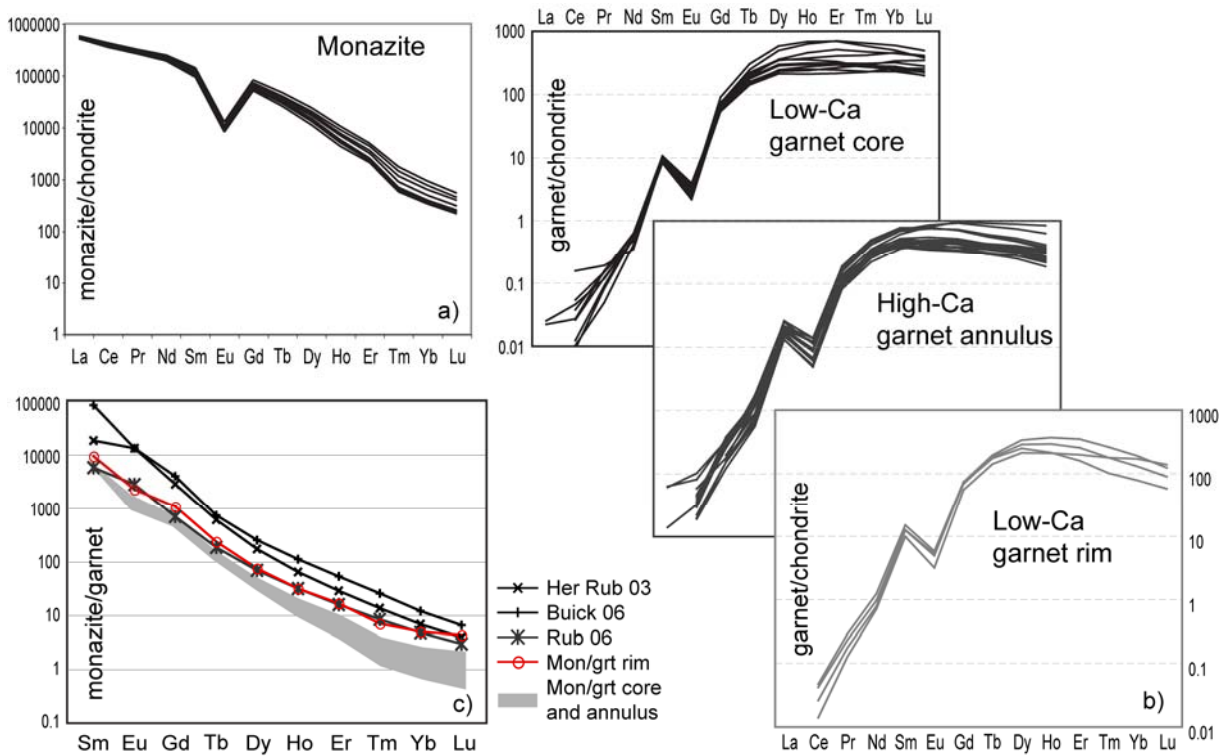 1000000
100000
10000
1000
100
10
1
monazite/chondrite
Monazite
a)
La Ce Pr Nd Sm Eu Gd Tb Dy Ho Er Tm Yb Lu
La Ce Pr Nd Sm Eu Gd Tb Dy Ho Er Tm Yb Lu
1000
100
10
1
0.1
0.01
garnet/chondrite
Low-Ca
garnet core
High-Ca
garnet annulus
1000
100
10
1
0.1
0.01
garnet/chondrite
Low-Ca
garnet rim
b)
La Ce Pr Nd Sm Eu Gd Tb Dy Ho Er Tm Yb Lu
100000
10000
1000
100
10
1
0.1
monazite/garnet
c)
Sm Eu Gd Tb Dy Ho Er Tm Yb Lu
Her Rub 03
Buick 06
Rub 06
Mon/grt rim
Mon/grt core
and annulus